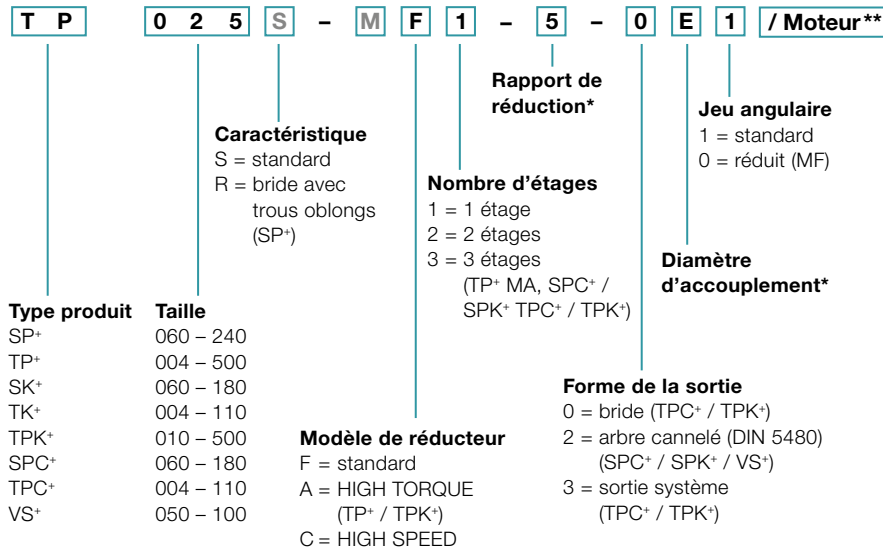 T P 0 2 5 S – M F 1 – 5 – 0 E 1 / Moteur**
Rapport de
réduction*
Jeu angulaire
1 = standard
0 = réduit (MF)
Caractéristique
S = standard
R = bride avec
trous oblongs
(SP+)
Nombre d’étages
1 = 1 étage
2 = 2 étages
3 = 3 étages
(TP+ MA, SPC+ /
SPK+ TPC+ / TPK+)
Diamètre
d’accouplement*
Type produit Taille
SP+ 060 – 240
TP+ 004 – 500
SK+ 060 – 180
TK+ 004 – 110
TPK+ 010 – 500
SPC+ 060 – 180
TPC+ 004 – 110
VS+ 050 – 100
Modèle de réducteur
F = standard
A = HIGH TORQUE
(TP+ / TPK+)
C = HIGH SPEED
Forme de la sortie
0 = bride (TPC+ / TPK+)
2 = arbre cannelé (DIN 5480)
(SPC+ / SPK+ / VS+)
3 = sortie système
(TPC+ / TPK+)